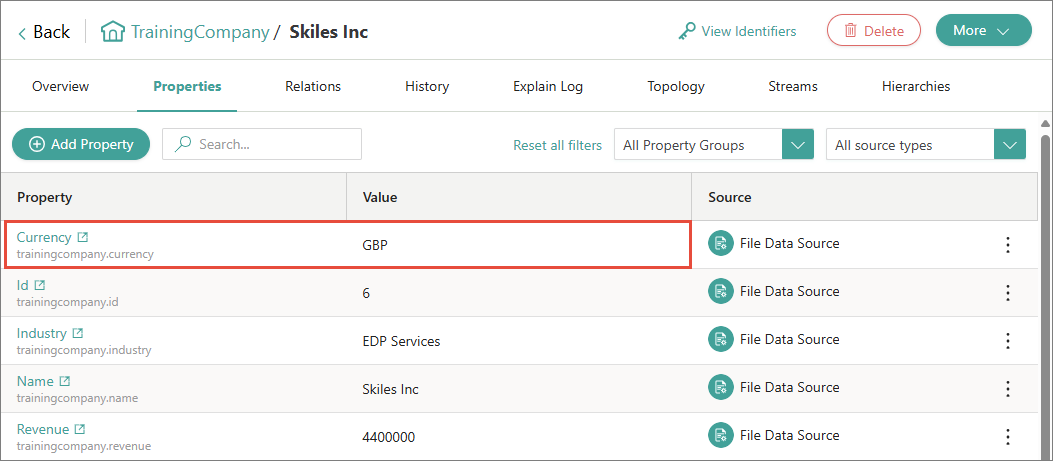 Back TrainingCompany / Skiles Inc View Identifiers Delete More
Overview Properties Relations History Explain Log Topology Streams Hierarchies
Add Property Search... Reset all filters All Property Groups All source types
Property Value Source
Currency GBP File Data Source
trainingcompany.currency
Id 6 File Data Source
trainingcompany.id
Industry EDP Services File Data Source
trainingcompany.industry
Name Skiles Inc File Data Source
trainingcompany.name
Revenue 4400000 File Data Source
trainingcompany.revenue